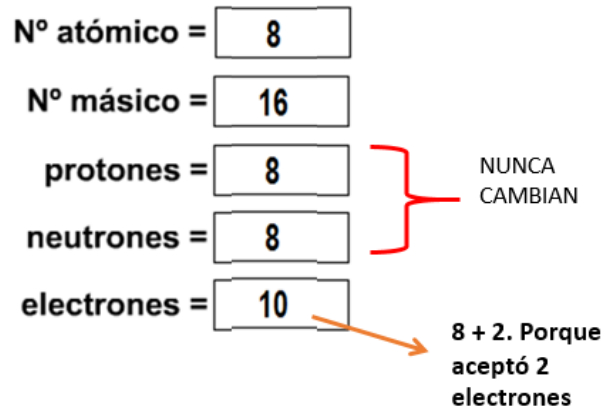 Nº atómico = 8
Nº másico = 16
protones = 8
neutrones = 8
NUNCA
CAMBIAN
electrones = 10
8 + 2. Porque
aceptó 2
electrones